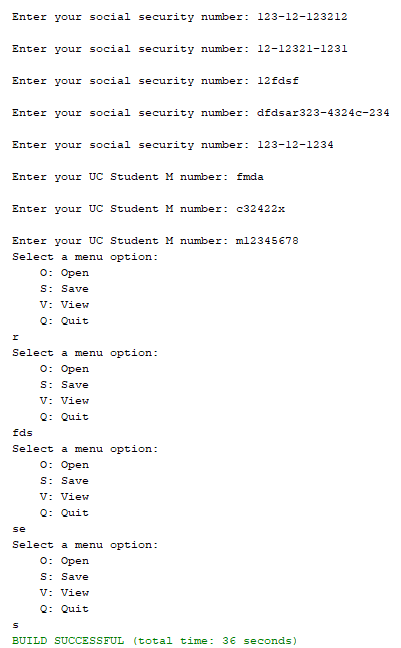 Enter your social security number: 123-12-123212
Enter your social security number: 12-12321-1231
Enter your social security number: 12fdsf
Enter your social security number: dfdsar323-4324c-234
Enter your social security number: 123-12-1234
Enter your UC Student M number: fmda
Enter your UC Student M number: c32422x
Enter your UC Student M number: m12345678
Select a menu option:
    O: Open
    S: Save
    V: View
    Q: Quit
r
Select a menu option:
    O: Open
    S: Save
    V: View
    Q: Quit
fds
Select a menu option:
    O: Open
    S: Save
    V: View
    Q: Quit
se
Select a menu option:
    O: Open
    S: Save
    V: View
    Q: Quit
s
BUILD SUCCESSFUL (total time: 36 seconds)